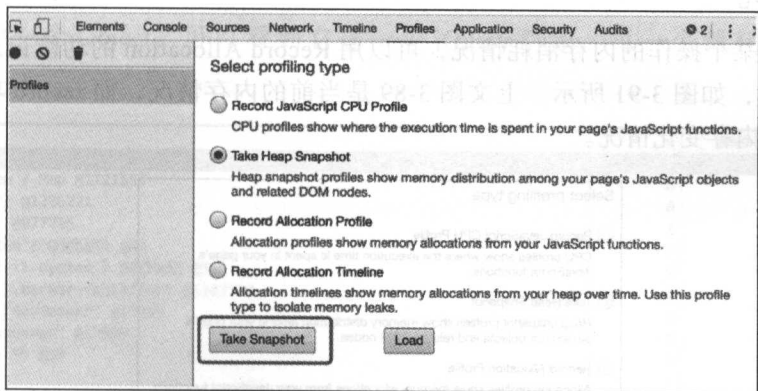 Elements Console Sources Network Timeline Profiles Application Security Audits 2
Profiles
Select profiling type
Record JavaScript CPU Profile
CPU profiles show where the execution time is spent in your page's JavaScript functions.
Take Heap Snapshot
Heap snapshot profiles show memory distribution among your page's JavaScript objects
and related DOM nodes.
Record Allocation Profile
Allocation profiles show memory allocations from your JavaScript functions.
Record Allocation Timeline
Allocation timelines show memory allocations from your heap over time. Use this profile
type to isolate memory leaks.
Take Snapshot Load